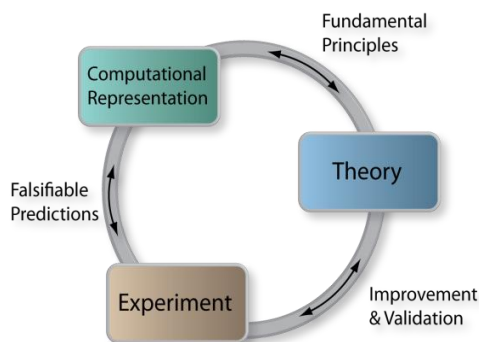 Fundamental
Principles
Computational
Representation
Theory
Falsifiable
Predictions
Experiment
Improvement
& Validation